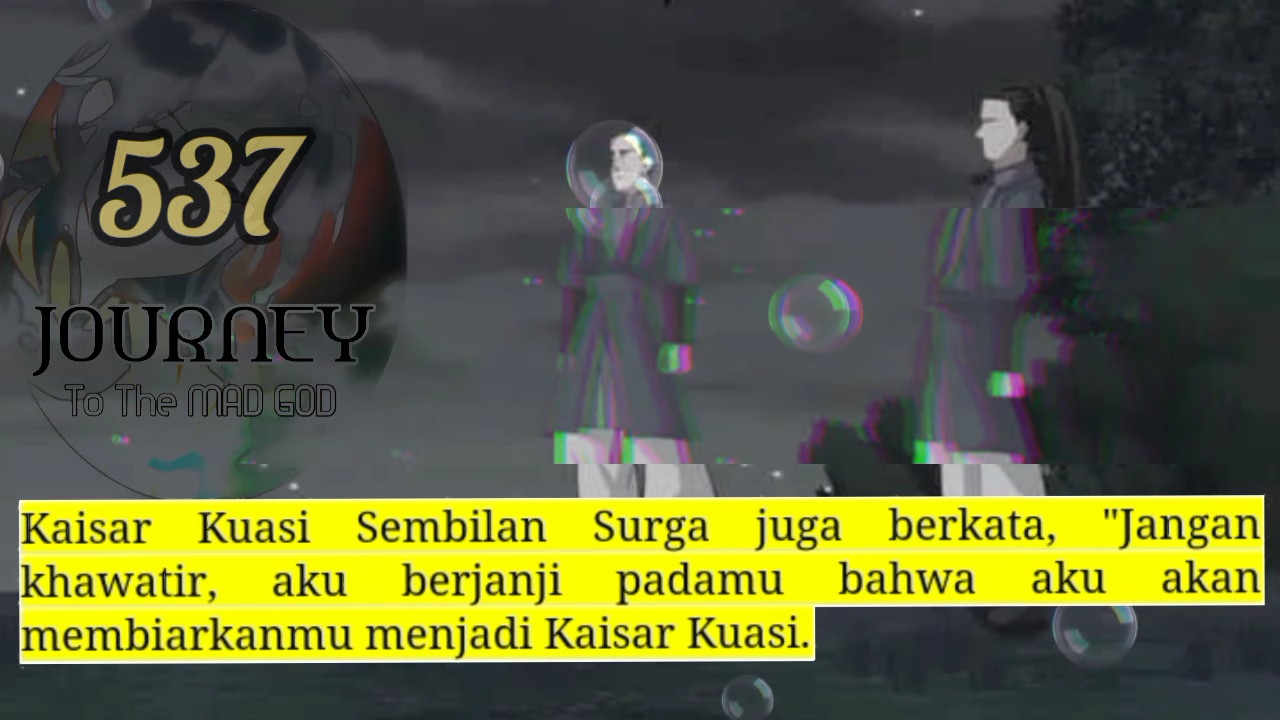 537
JOURNEY
To The MAD GOD
Kaisar Kuasi Sembilan Surga juga berkata, "Jangan
khawatir, aku berjanji padamu bahwa aku akan
membiarkanmu menjadi Kaisar Kuasi.